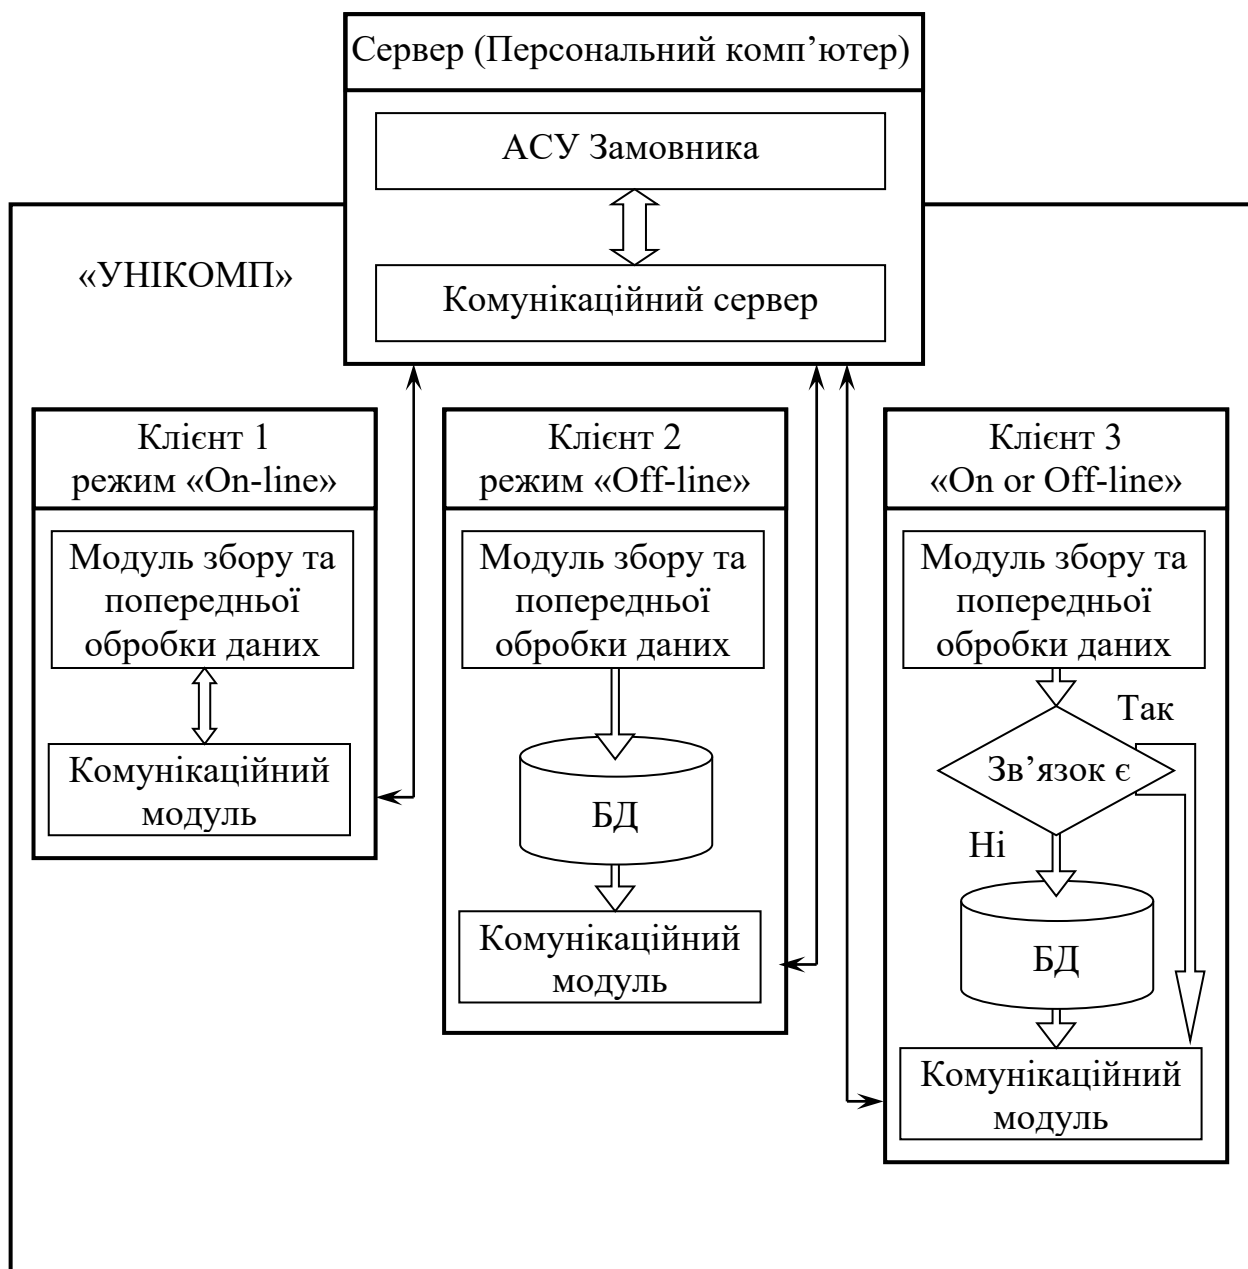 Сервер (Персональний комп’ютер)
АСУ Замовника
«УНІКОМП»
Комунікаційний сервер
Клієнт 1
режим «On-line»
Модуль збору та
попередньої
обробки даних
Комунікаційний
модуль
Клієнт 2
режим «Off-line»
Модуль збору та
попередньої
обробки даних
БД
Комунікаційний
модуль
Клієнт 3
«On or Off-line»
Модуль збору та
попередньої
обробки даних
Так
Зв’язок є
Ні
БД
Комунікаційний
модуль